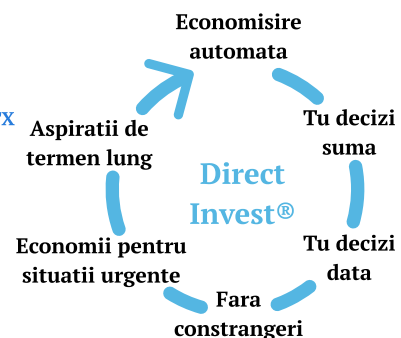 Economisire
automata
Tu decizi
suma
Tu decizi
data
Fara
constrangeri
Economii pentru
situatii urgente
Aspiratii de
termen lung
Direct
Invest®